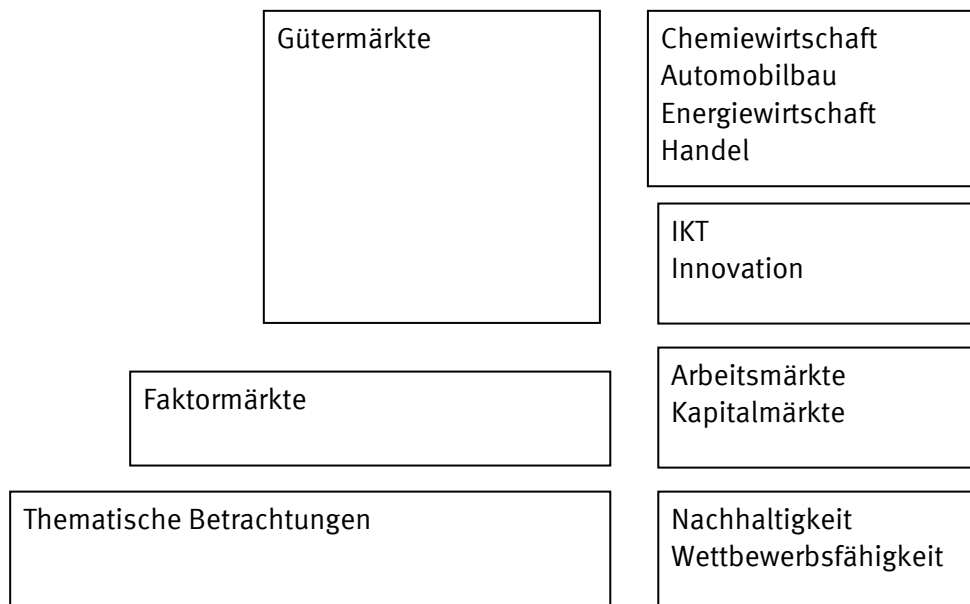 Gütermärkte
Chemiewirtschaft
Automobilbau
Energiewirtschaft
Handel
IKT
Innovation
Faktormärkte
Arbeitsmärkte
Kapitalmärkte
Thematische Betrachtungen
Nachhaltigkeit
Wettbewerbsfähigkeit